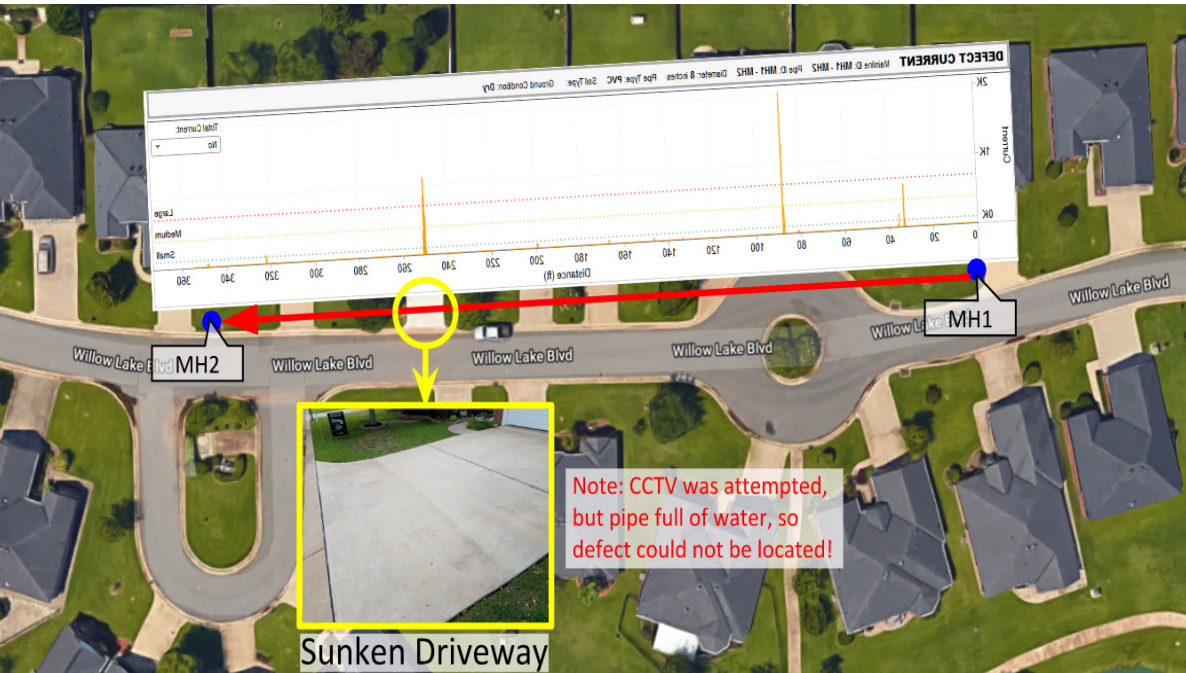 DEFECT CURRENT Mainline ID: MH1 - MH2 Pipe ID: MH1 - MH2 Diameter: 8 inches Pipe Type: PVC Soil Type: Ground Condition: Dry
Total Current:
No
2K
1K
0K
Current
Large
Medium
Small
0 20 40 60 80 100 120 140 160 180 200 220 240 260 280 300 320 340 360
Distance (ft)
Willow Lake Blvd
MH1
Willow Lake
Willow Lake Blvd
Willow Lake Blvd
Willow Lake Blvd
Willow Lake Blvd
MH2
Note: CCTV was attempted,
but pipe full of water, so
defect could not be located!
Sunken Driveway